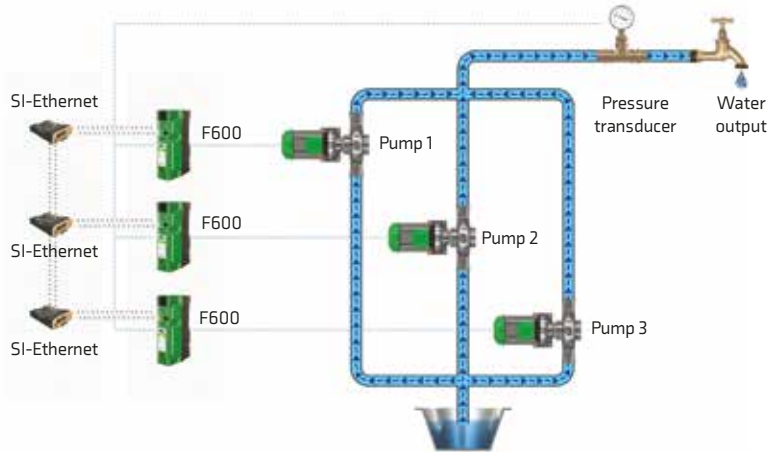 SI-Ethernet
F600
Pump 1
Pressure
transducer
Water
output
SI-Ethernet
F600
Pump 2
SI-Ethernet
F600
Pump 3